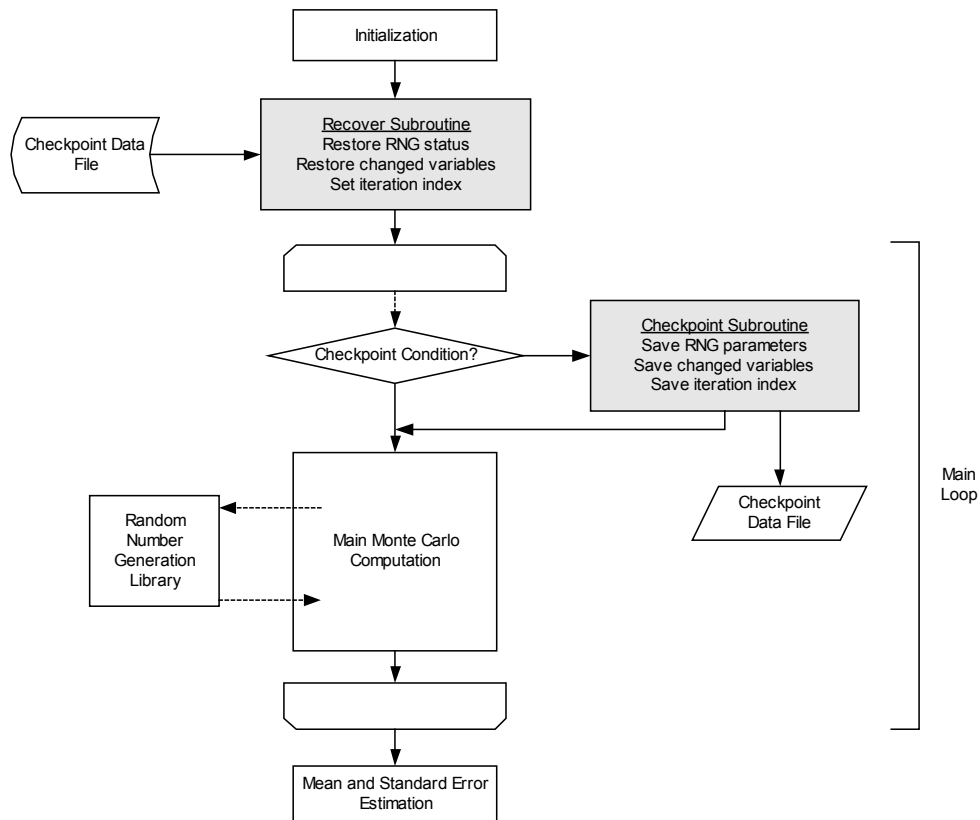 Initialization
Recover Subroutine
Restore RNG status
Restore changed variables
Set iteration index
Checkpoint Data
File
Checkpoint Condition?
Checkpoint Subroutine
Save RNG parameters
Save changed variables
Save iteration index
Checkpoint
Data File
Main
Loop
Random
Number
Generation
Library
Main Monte Carlo
Computation
Mean and Standard Error
Estimation